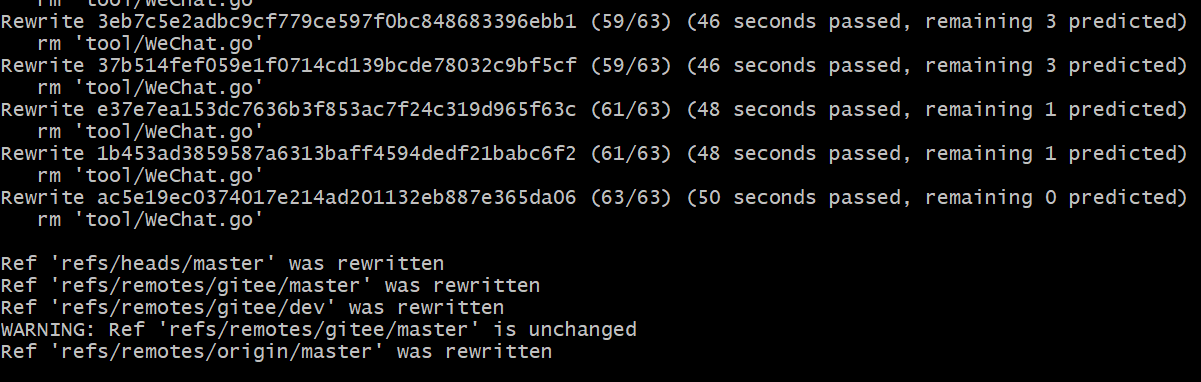 rm 'tool/WeChat.go'
Rewrite 3eb7c5e2adbc9cf779ce597f0bc848683396ebb1 (59/63) (46 seconds passed, remaining 3 predicted)
rm 'tool/WeChat.go'
Rewrite 37b514fef059e1f0714cd139bcde78032c9bf5cf (59/63) (46 seconds passed, remaining 3 predicted)
rm 'tool/WeChat.go'
Rewrite e37e7ea153dc7636b3f853ac7f24c319d965f63c (61/63) (48 seconds passed, remaining 1 predicted)
rm 'tool/WeChat.go'
Rewrite 1b453ad3859587a6313baff4594dedf21babc6f2 (61/63) (48 seconds passed, remaining 1 predicted)
rm 'tool/WeChat.go'
Rewrite ac5e19ec0374017e214ad201132eb887e365da06 (63/63) (50 seconds passed, remaining 0 predicted)
rm 'tool/WeChat.go'
Ref 'refs/heads/master' was rewritten
Ref 'refs/remotes/gitee/master' was rewritten
Ref 'refs/remotes/gitee/dev' was rewritten
WARNING: Ref 'refs/remotes/gitee/master' is unchanged
Ref 'refs/remotes/origin/master' was rewritten